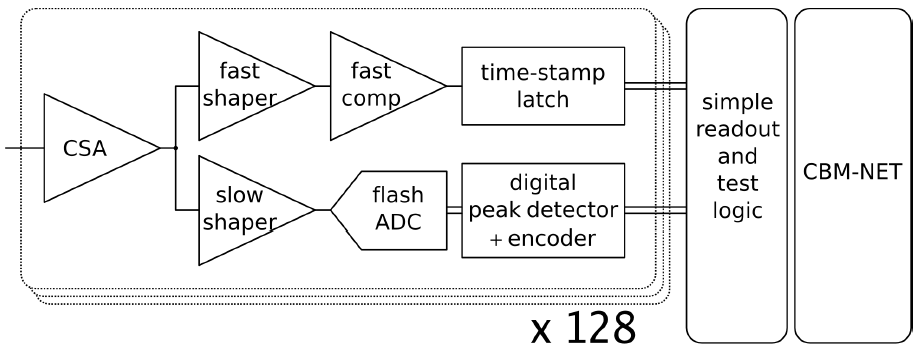 CSA
fast
shaper
fast
comp
time-stamp
latch
slow
shaper
flash
ADC
digital
peak detector
+ encoder
x 128
simple
readout
and
test
logic
CBM-NET